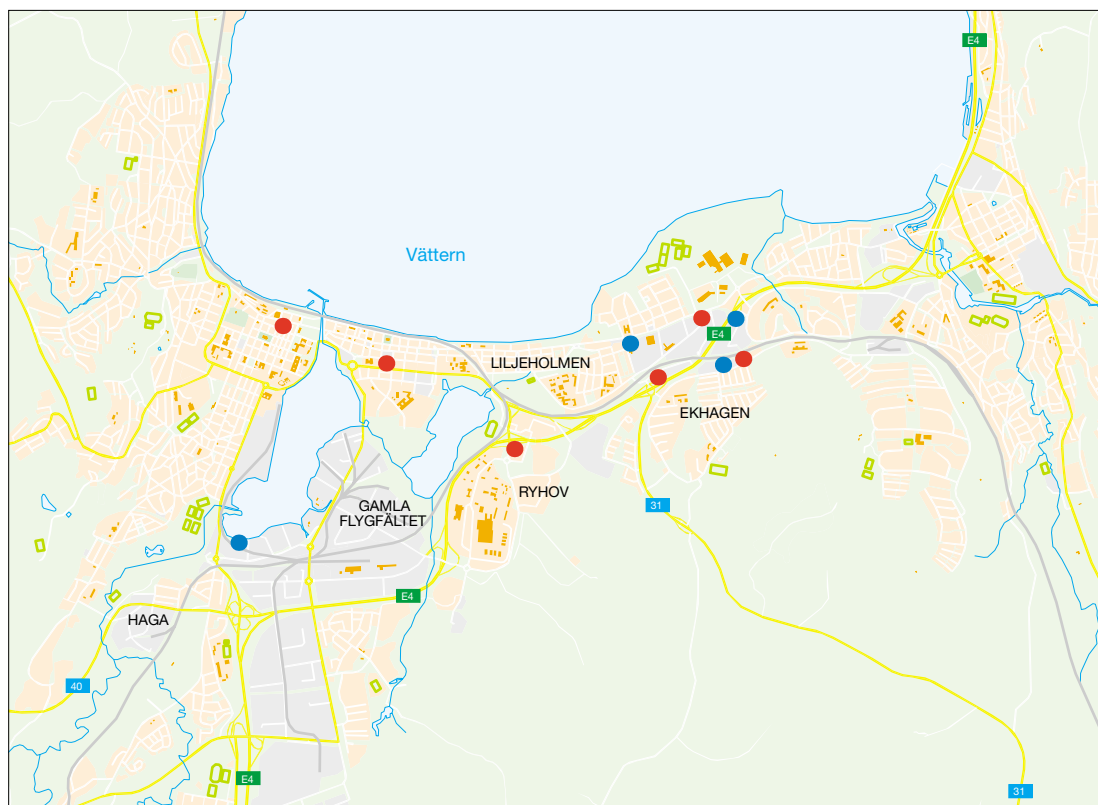 E4
Vättern
E4
LILJEHOLMEN
EKHAGEN
RYHOV
GAMLA
FLYGFÄLTET
31
E4
HAGA
40
E4
31